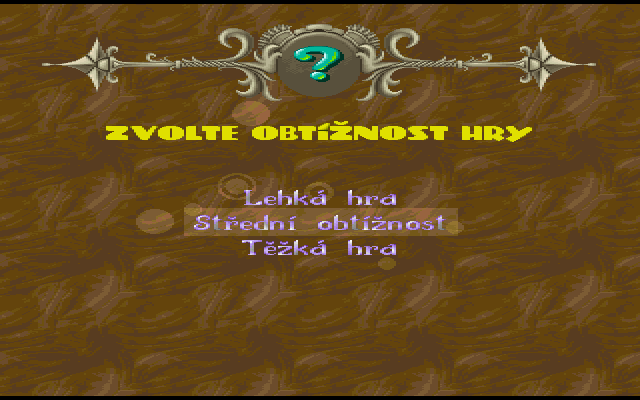 ?
ZVOLTE OBTÍŽNOST HRY
Lehká hra
Střední obtížnost
Těžká hra